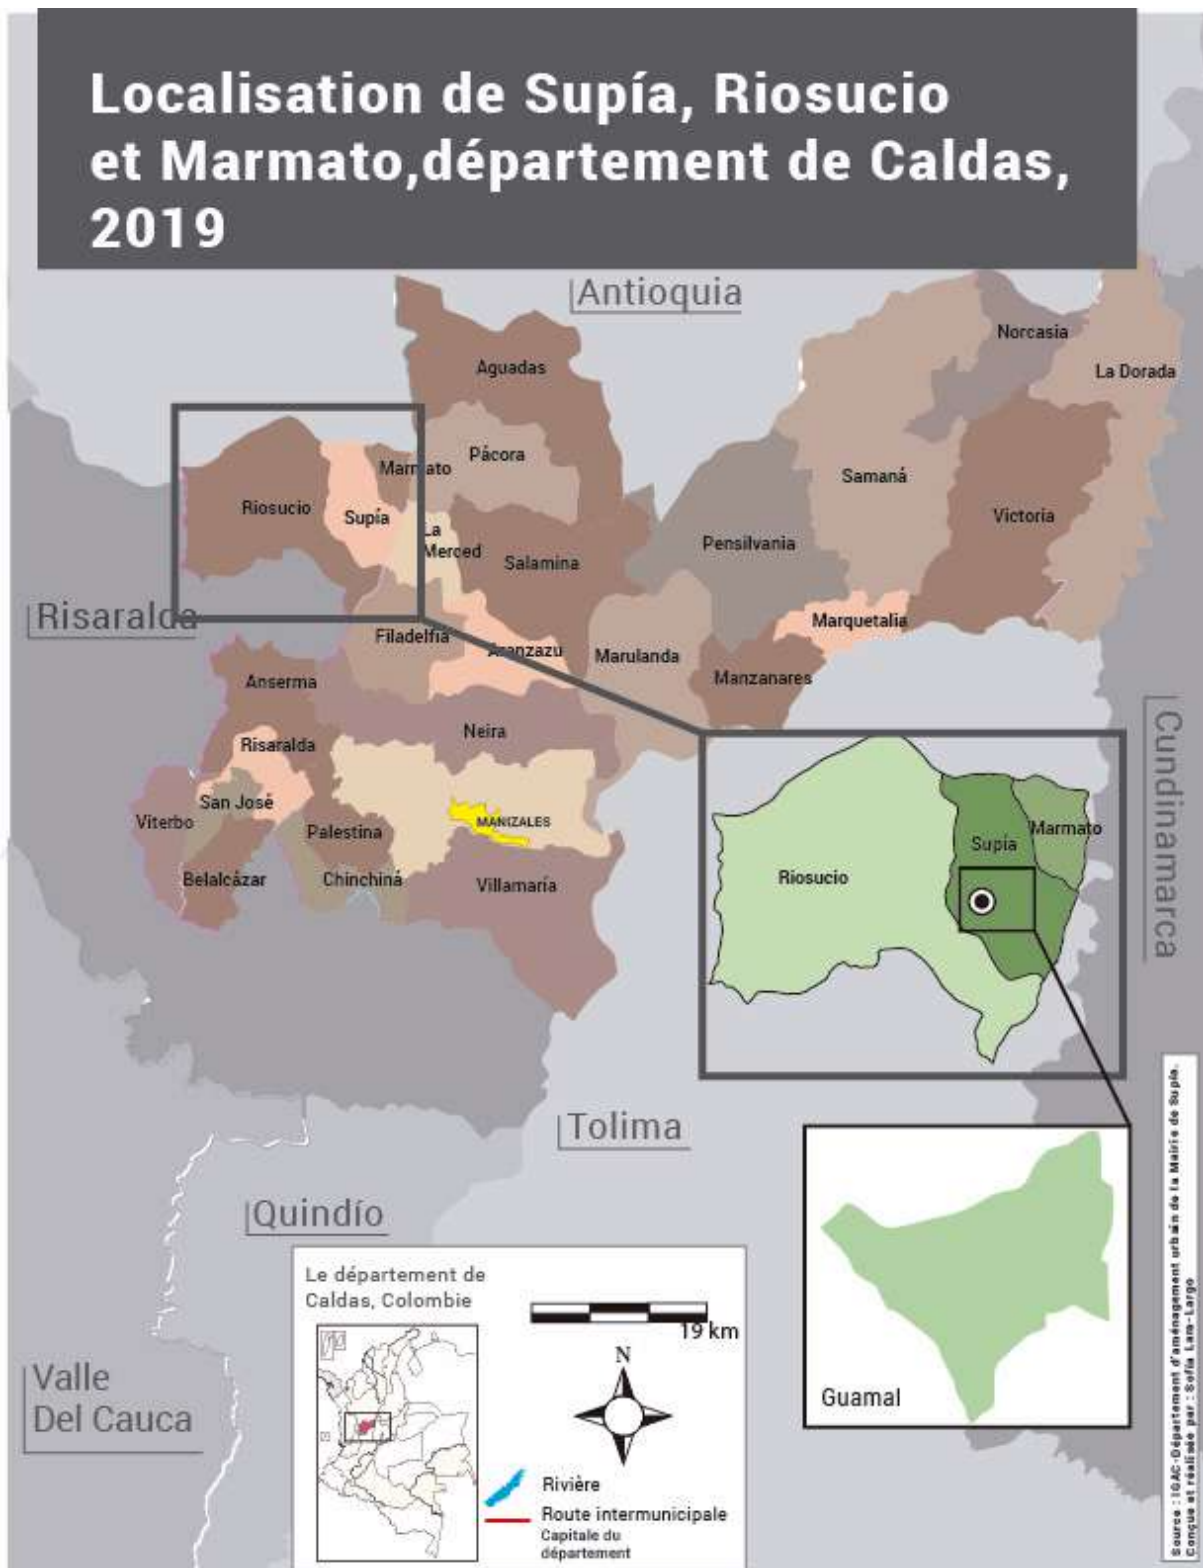 Localisation de Supía, Riosucio
et Marmato,département de Caldas,
2019
Antioquia
Norcasia
La Dorada
Aguadas
Pácora
Marmato
Samaná
Riosucio
Supía
Victoria
La
Merced
Pensilvania
Salamina
Risaralda
Marquetalia
Filadelfia
Aranzazu
Marulanda
Manzanares
Anserma
Neira
Risaralda
San José
Viterbo
Palestina
MANIZALES
Belalcázar
Chinchiná
Villamaría
Cundinamarca
Supía
Marmato
Riosucio
Tolima
Quindío
Valle
Del Cauca
Guamal
Le département de
Caldas, Colombie
19 km
N
Rivière
Route intermunicipale
Capitale du
département
Source : IGAC-Département d'aménagement urbain de la Mairie de Supía.
Conçue et réalisée par : Sofía Lara-Largo